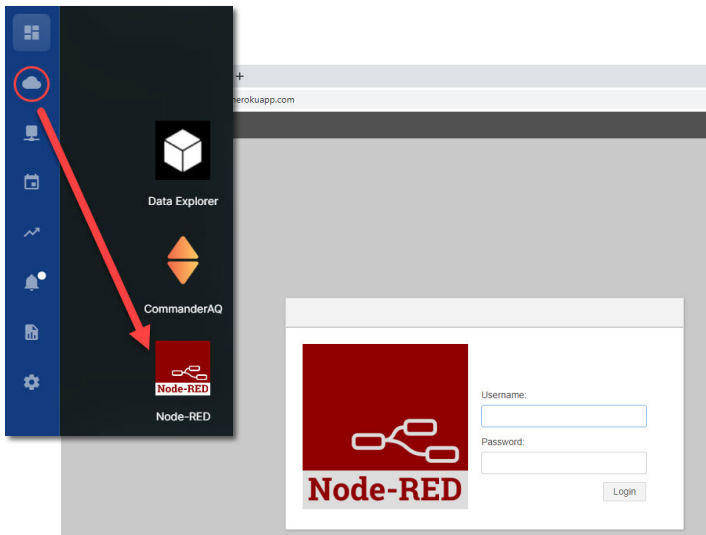 +
herokuapp.com
Data Explorer
CommanderAQ
Node-RED
Node-RED
Node-RED
Username:
Password:
Login